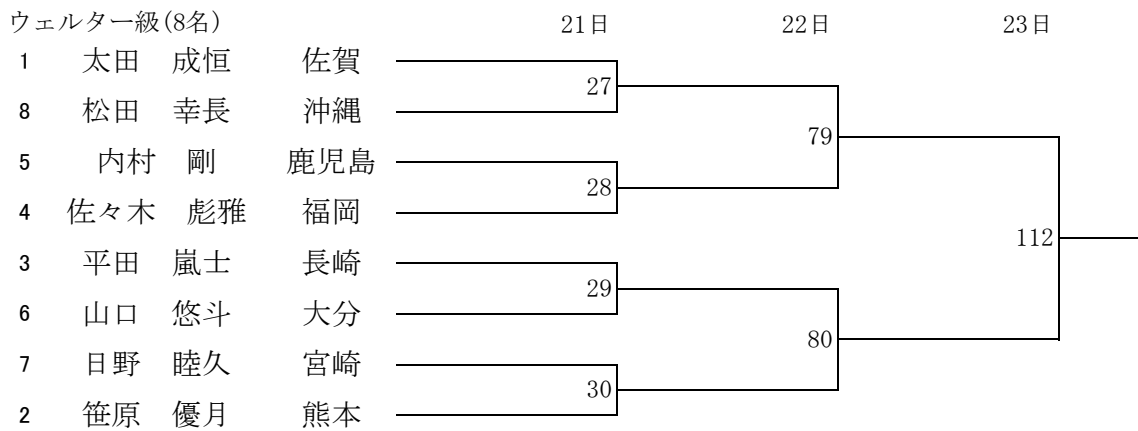 ウェルター級(8名) 21日 22日 23日
1 太田 成恒 佐賀
27
8 松田 幸長 沖縄
79
5 内村 剛 鹿児島
28
4 佐々木 彪雅 福岡
112
3 平田 嵐士 長崎
29
6 山口 悠斗 大分
80
7 日野 睦久 宮崎
30
2 笹原 優月 熊本